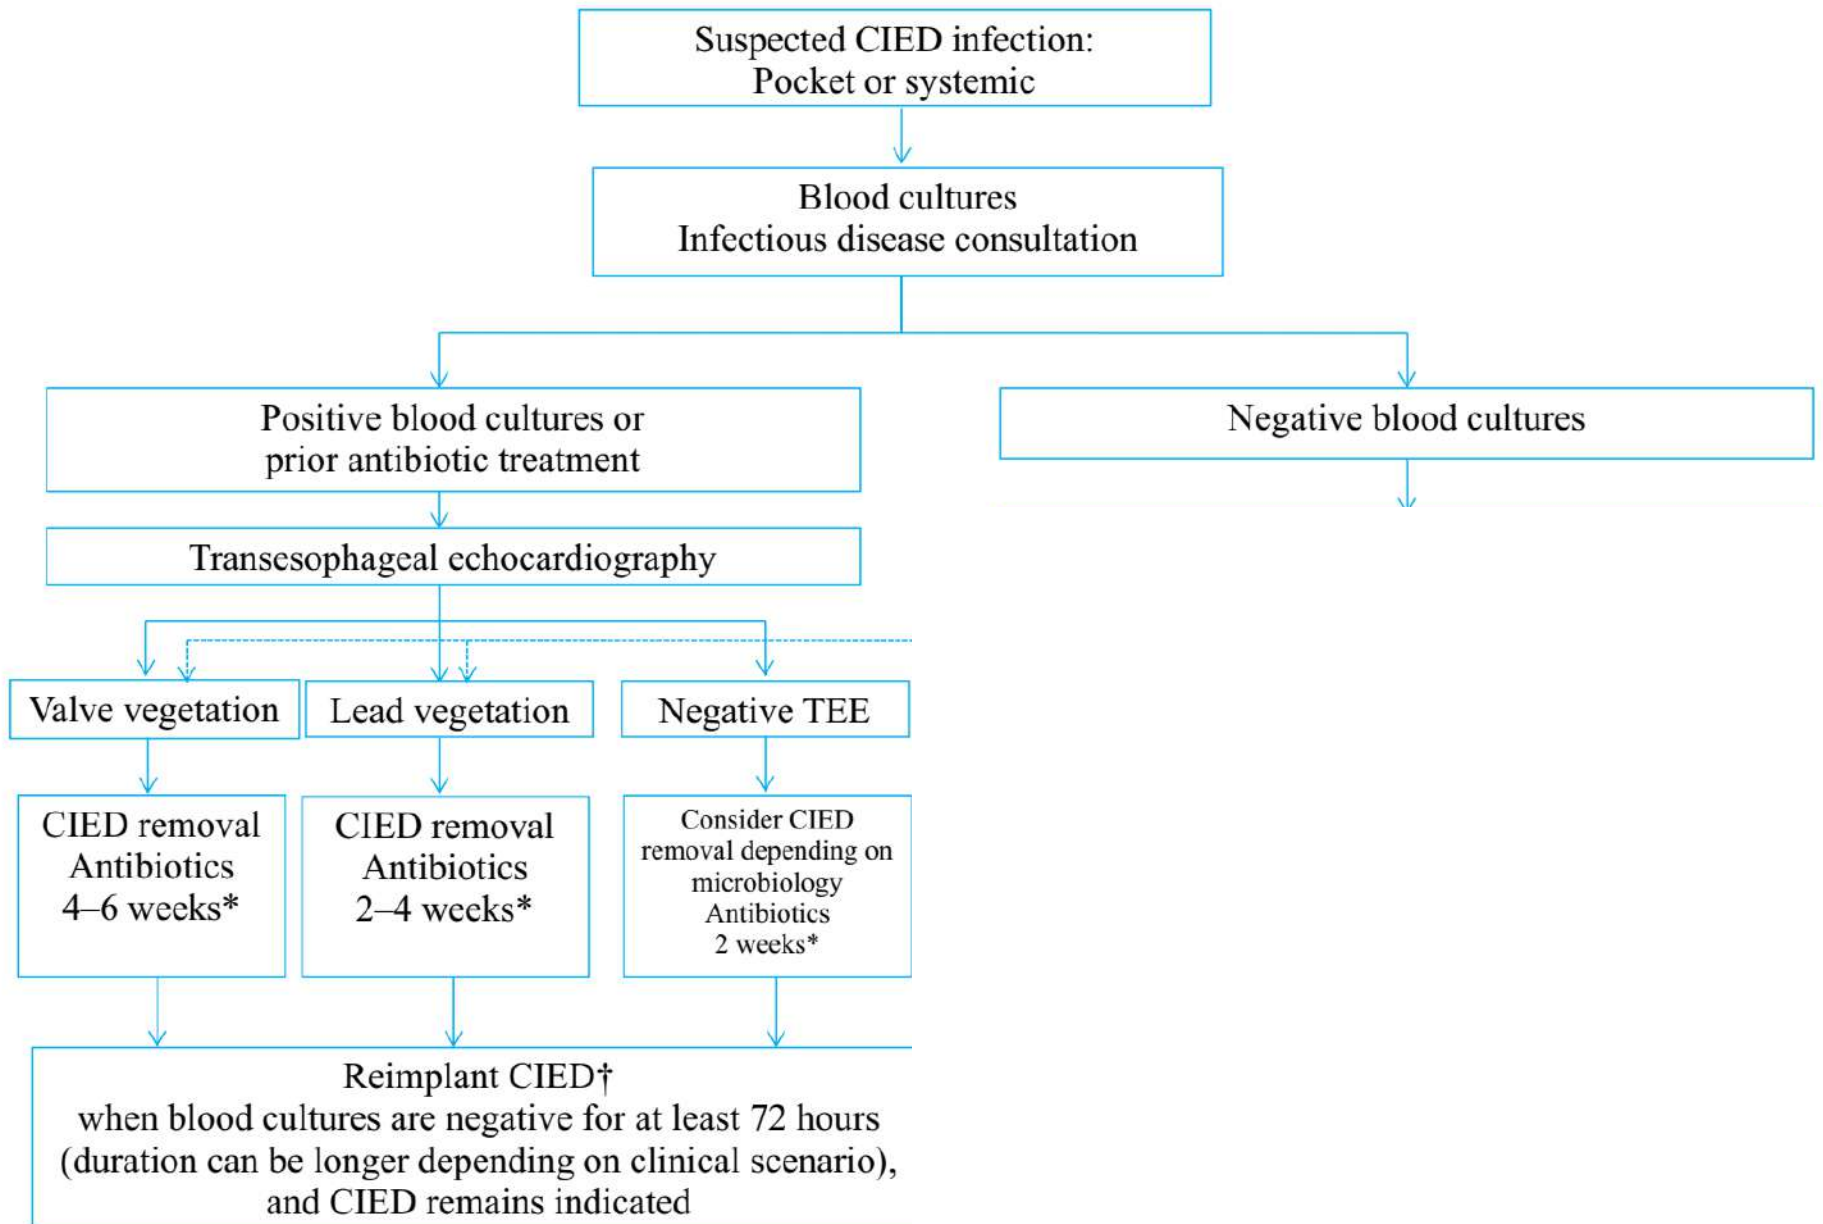 Suspected CIED infection:
Pocket or systemic
Blood cultures
Infectious disease consultation
Positive blood cultures or
prior antibiotic treatment
Negative blood cultures
Transesophageal echocardiography
Valve vegetation
Lead vegetation
Negative TEE
CIED removal
Antibiotics
4–6 weeks*
CIED removal
Antibiotics
2–4 weeks*
Consider CIED
removal depending on
microbiology
Antibiotics
2 weeks*
Reimplant CIED†
when blood cultures are negative for at least 72 hours
(duration can be longer depending on clinical scenario),
and CIED remains indicated